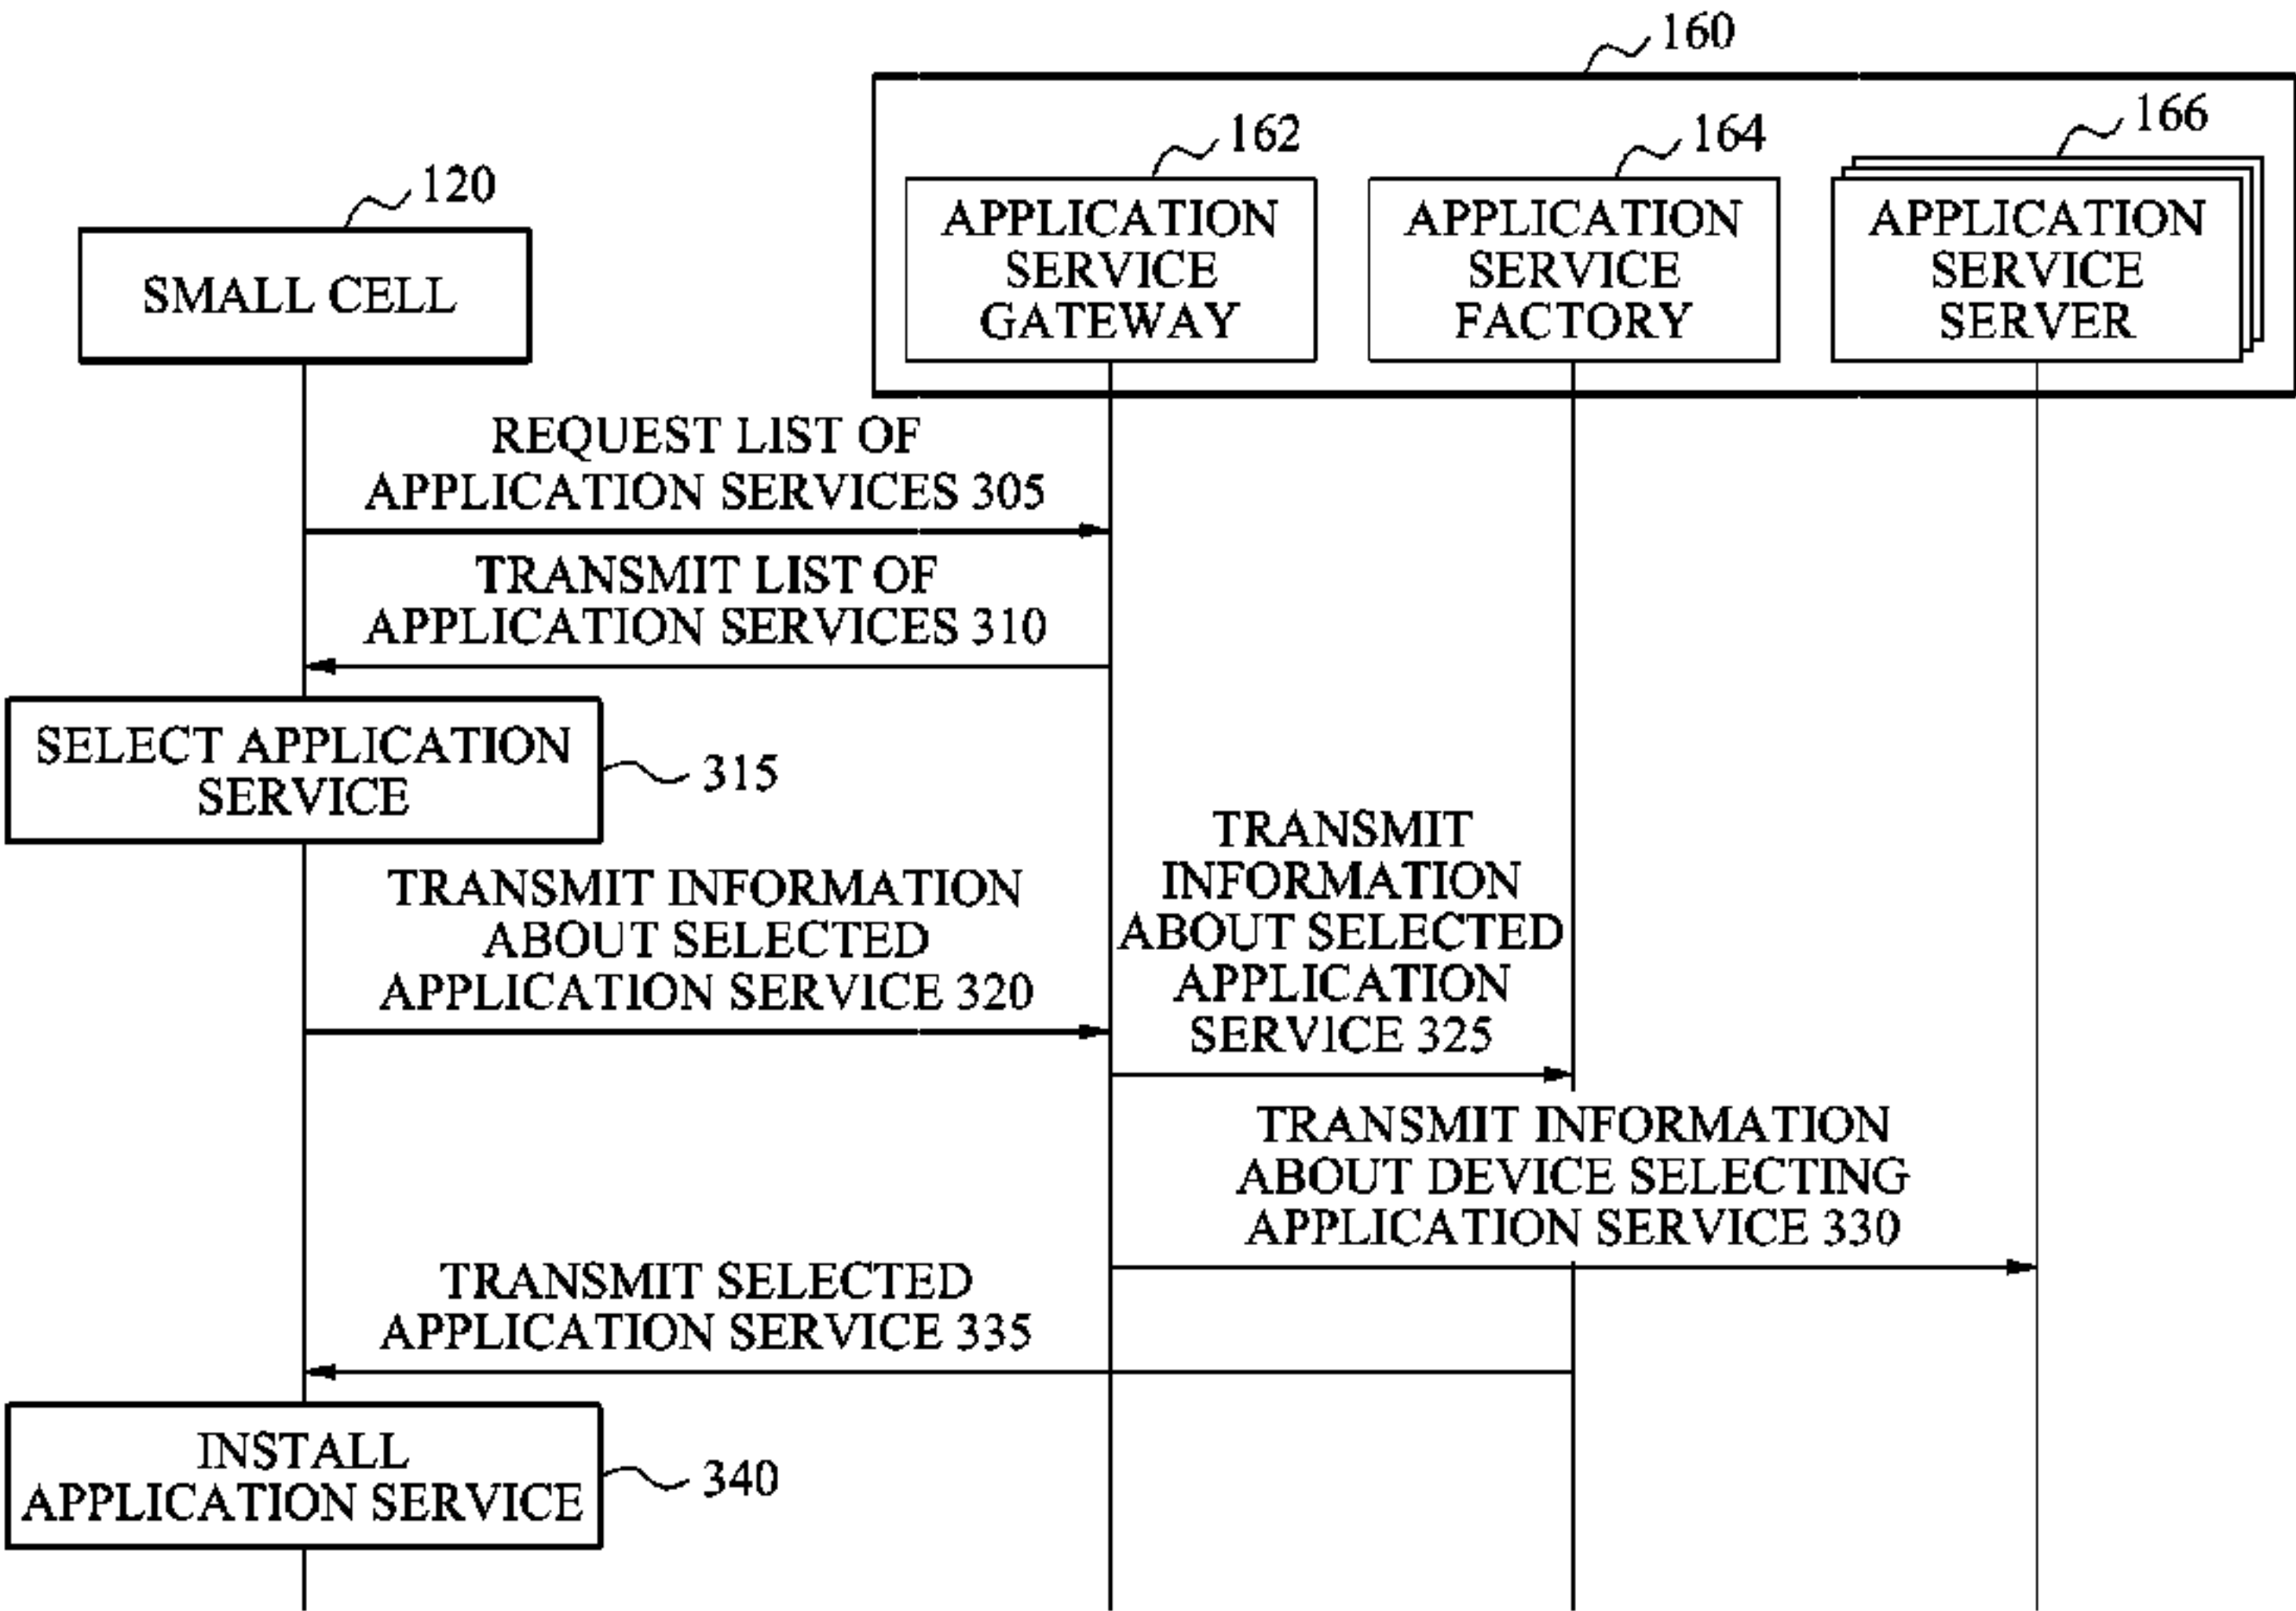 160
162
164
166
120
APPLICATION
SERVICE
GATEWAY
APPLICATION
SERVICE
FACTORY
APPLICATION
SERVICE
SERVER
SMALL CELL
REQUEST LIST OF
APPLICATION SERVICES 305
TRANSMIT LIST OF
APPLICATION SERVICES 310
SELECT APPLICATION
SERVICE
315
TRANSMIT INFORMATION
ABOUT SELECTED
APPLICATION SERVICE 320
TRANSMIT
INFORMATION
ABOUT SELECTED
APPLICATION
SERVICE 325
TRANSMIT INFORMATION
ABOUT DEVICE SELECTING
APPLICATION SERVICE 330
TRANSMIT SELECTED
APPLICATION SERVICE 335
INSTALL
APPLICATION SERVICE
340